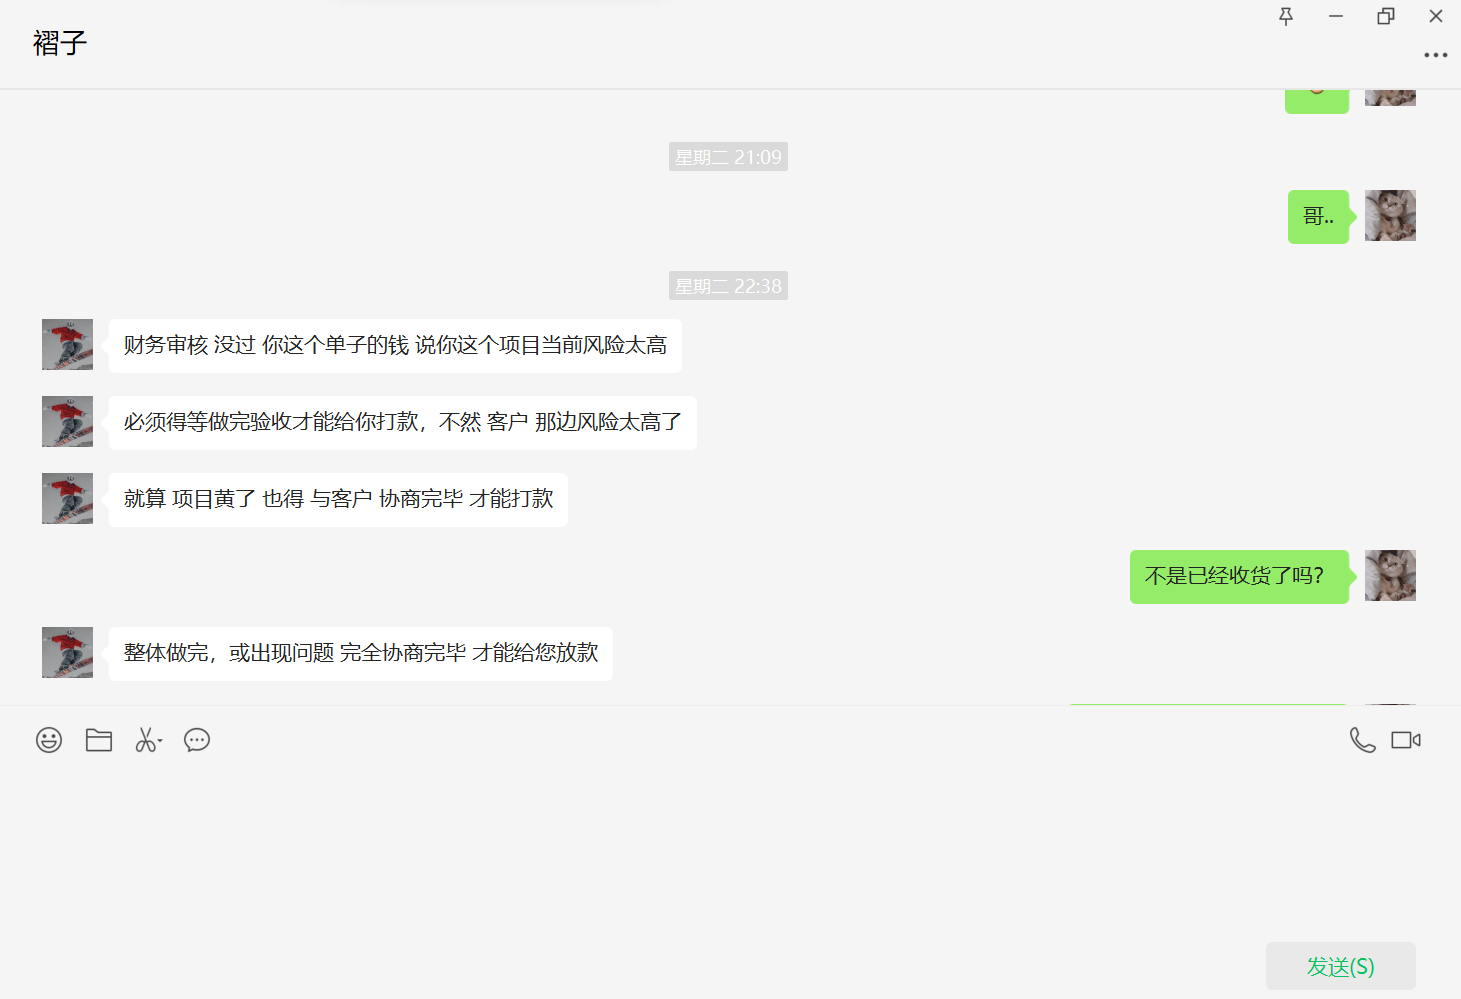 褶子
星期二 21:09
哥..
星期二 22:38
财务审核 没过 你这个单子的钱 说你这个项目当前风险太高
必须得等做完验收才能给你打款，不然 客户 那边风险太高了
就算 项目黄了 也得 与客户 协商完毕 才能打款
不是已经收货了吗？
整体做完，或出现问题 完全协商完毕 才能给您放款
发送(S)